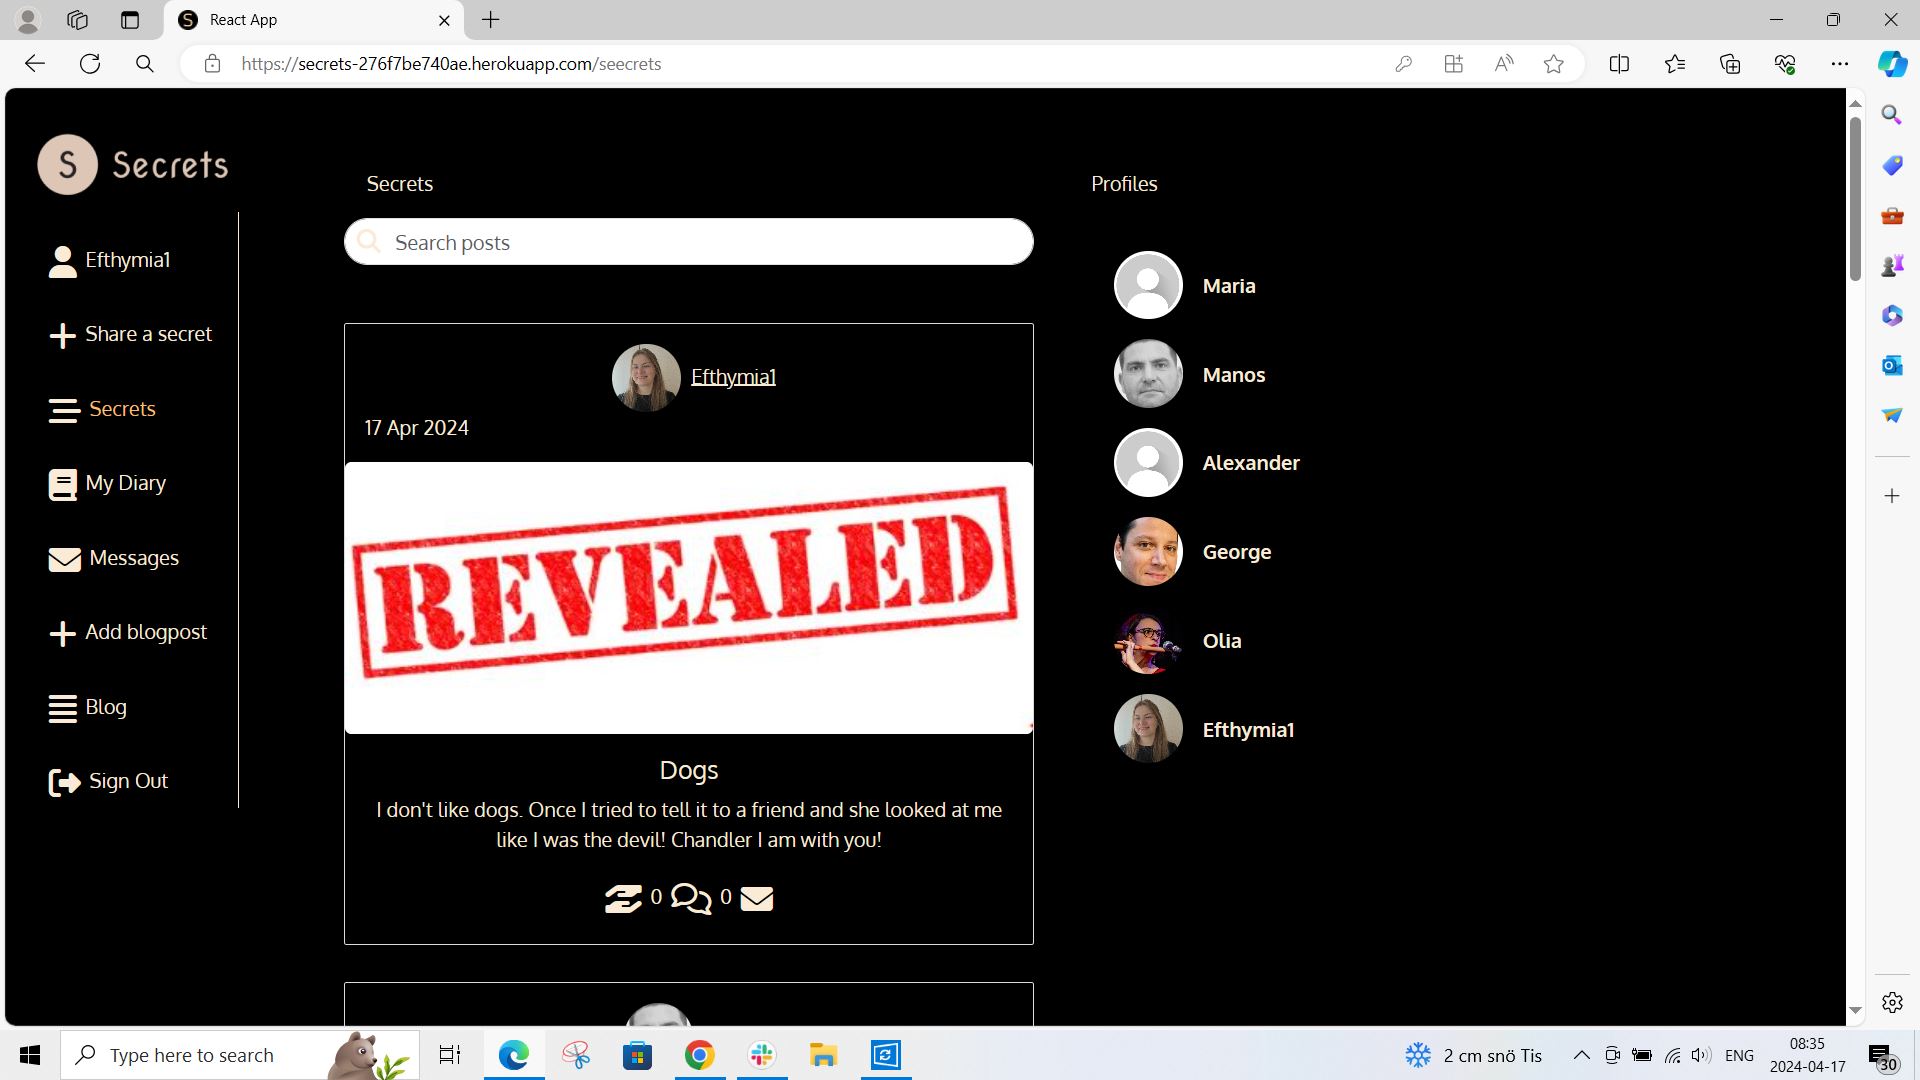 React App
https://secrets-276f7be740ae.herokuapp.com/seecrets
S Secrets
Efthymia1
Share a secret
Secrets
My Diary
Messages
Add blogpost
Blog
Sign Out
Secrets
Search posts
Efthymia1
17 Apr 2024
REVEALED
Dogs
I don't like dogs. Once I tried to tell it to a friend and she looked at me
like I was the devil! Chandler I am with you!
0 0
Profiles
Maria
Manos
Alexander
George
Olia
Efthymia1
Type here to search
2 cm snö Tis
ENG
08:35
2024-04-17
30